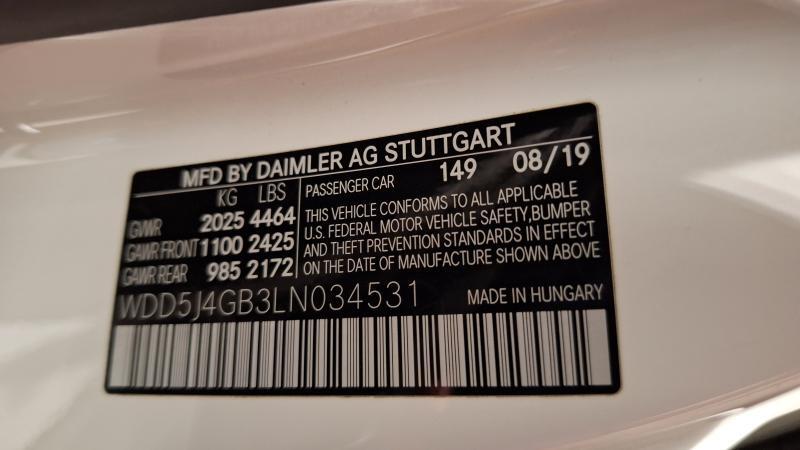 MFD BY DAIMLER AG STUTTGART
KG LBS
GVWR 2025 4464
GAWR FRONT 1100 2425
GAWR REAR 985 2172
PASSENGER CAR 149 08/19
THIS VEHICLE CONFORMS TO ALL APPLICABLE
U.S. FEDERAL MOTOR VEHICLE SAFETY,BUMPER
AND THEFT PREVENTION STANDARDS IN EFFECT
ON THE DATE OF MANUFACTURE SHOWN ABOVE
WDD5J4GB3LN034531
MADE IN HUNGARY